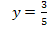 y = 3/5